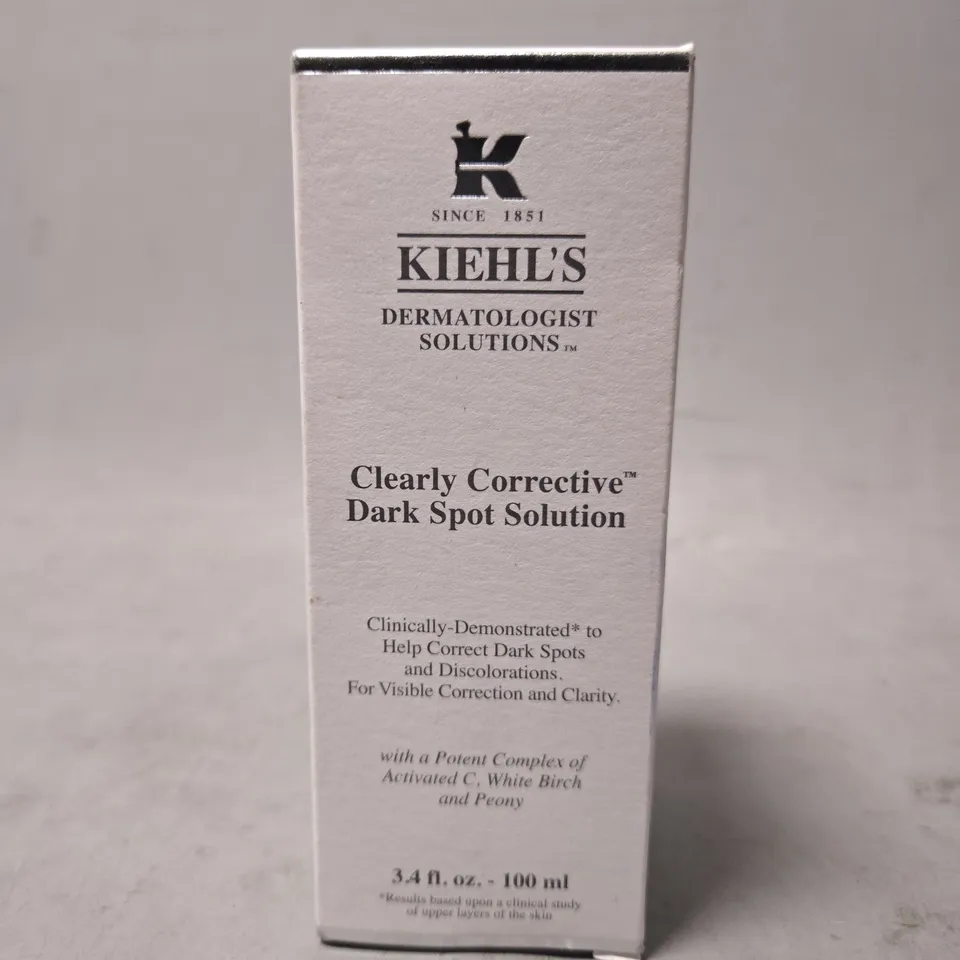 K
SINCE 1851
KIEHL'S
DERMATOLOGIST
SOLUTIONS™
Clearly Corrective™
Dark Spot Solution
Clinically-Demonstrated* to
Help Correct Dark Spots
and Discolorations.
For Visible Correction and Clarity.
with a Potent Complex of
Activated C, White Birch
and Peony
3.4 fl. oz. - 100 ml
*Results based upon a clinical study
of upper layers of the skin